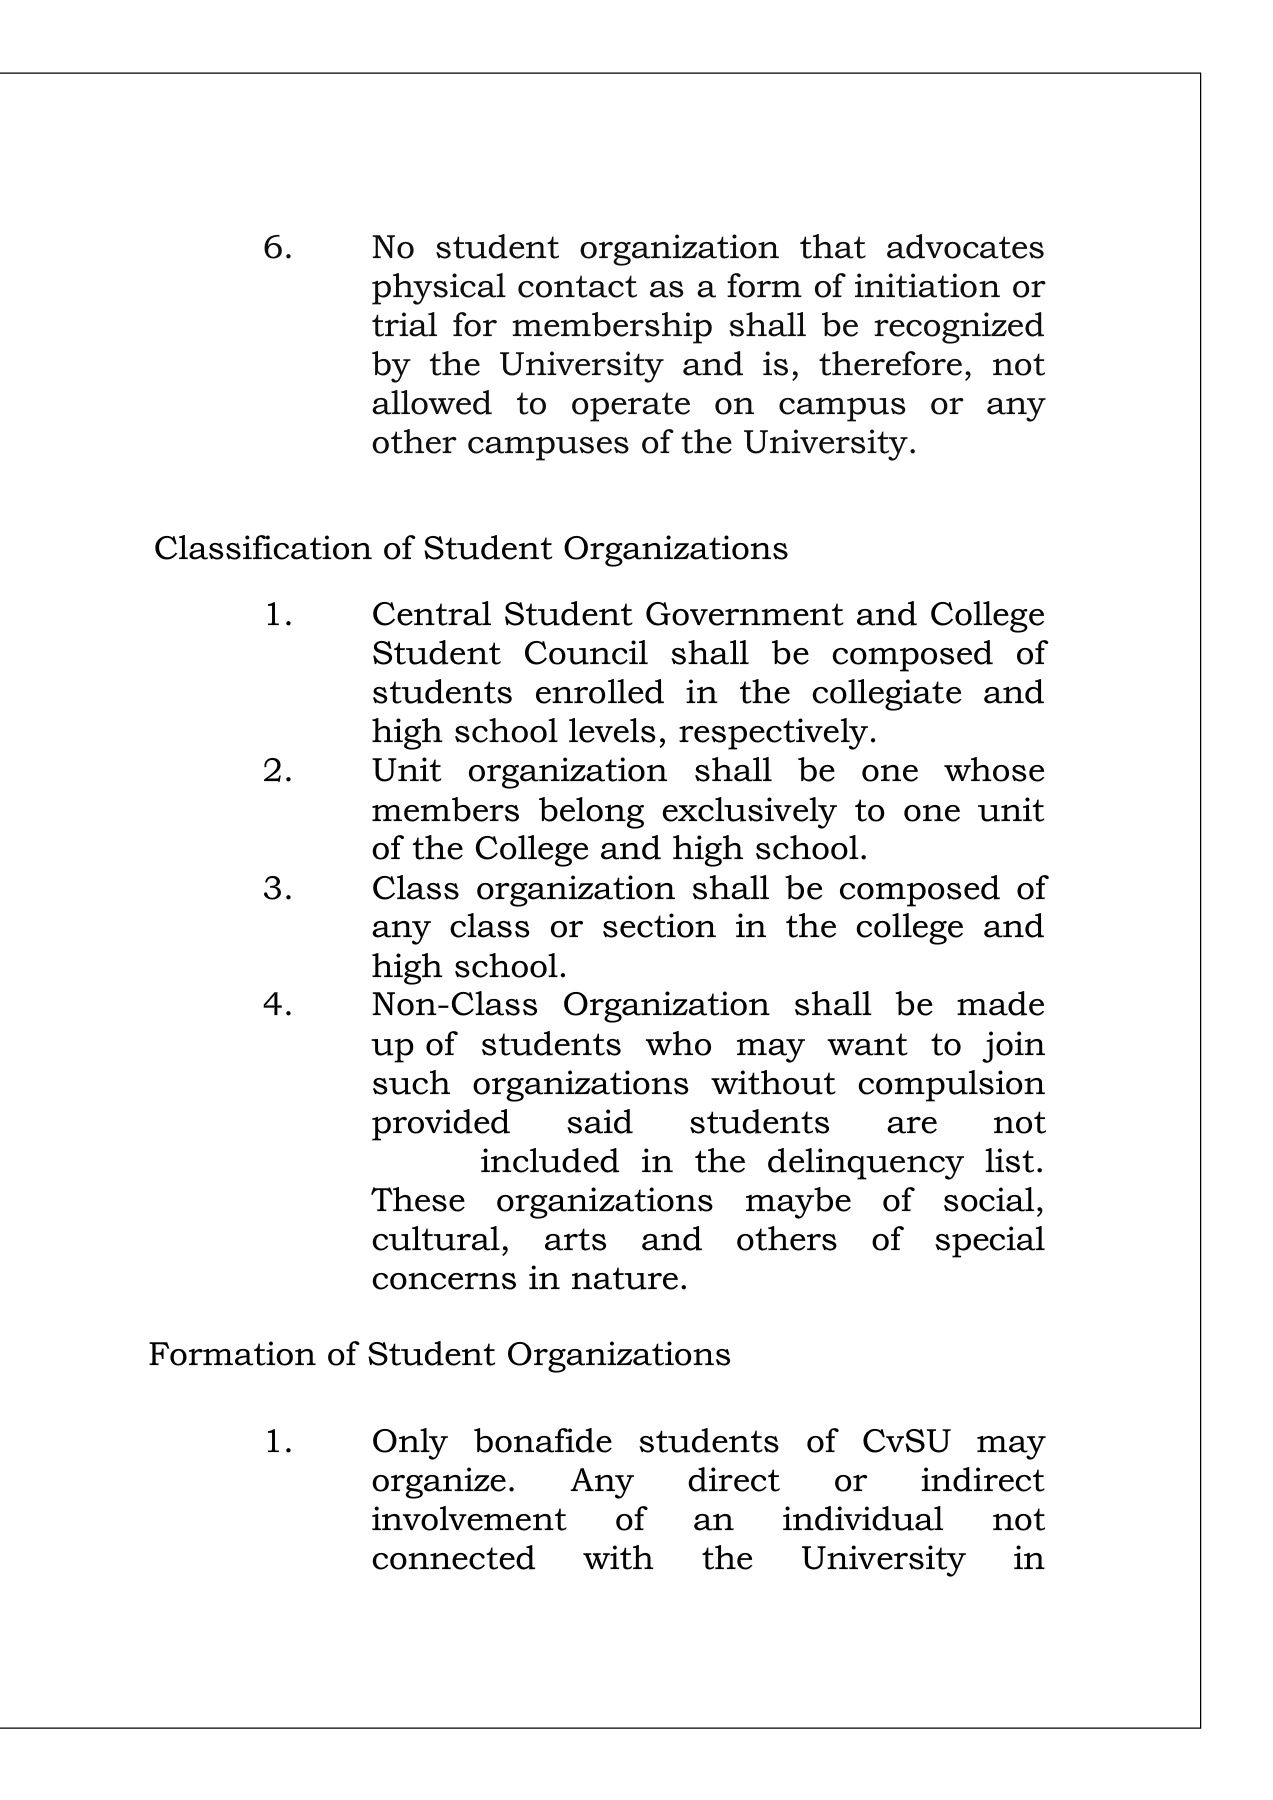 6. No student organization that advocates
physical contact as a form of initiation or
trial for membership shall be recognized
by the University and is, therefore, not
allowed to operate on campus or any
other campuses of the University.
Classification of Student Organizations
1. Central Student Government and College
Student Council shall be composed of
students enrolled in the collegiate and
high school levels, respectively.
2. Unit organization shall be one whose
members belong exclusively to one unit
of the College and high school.
3. Class organization shall be composed of
any class or section in the college and
high school.
4. Non-Class Organization shall be made
up of students who may want to join
such organizations without compulsion
provided said students are not
included in the delinquency list.
These organizations maybe of social,
cultural, arts and others of special
concerns in nature.
Formation of Student Organizations
1. Only bonafide students of CvSU may
organize. Any direct or indirect
involvement of an individual not
connected with the University in